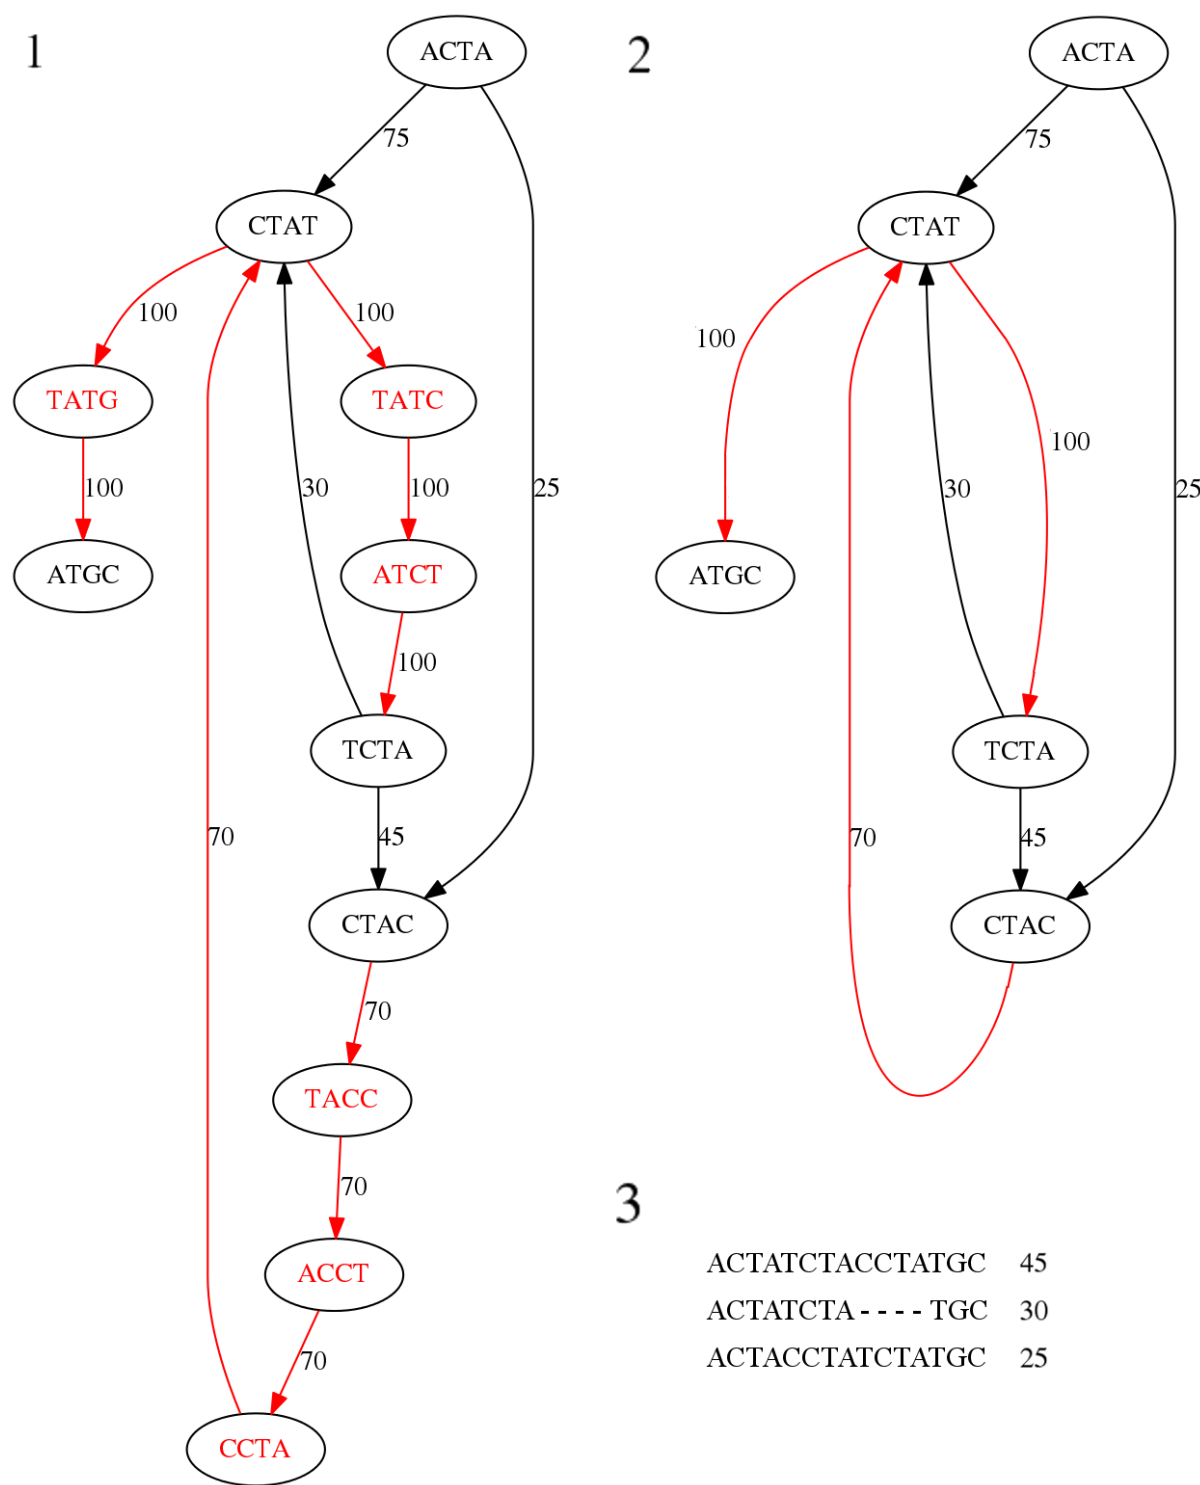 1
ACTA
75
CTAT
100
100
TATG
TATC
100
30
100
25
ATGC
ATCT
100
TCTA
70
45
CTAC
70
TACC
70
ACCT
70
CCTA
2
ACTA
75
CTAT
100
100
30
25
ATGC
TCTA
70
45
CTAC
3
ACTATCTACCTATGC 45
ACTATCTA - - - - TGC 30
ACTACCTATCTATGC 25